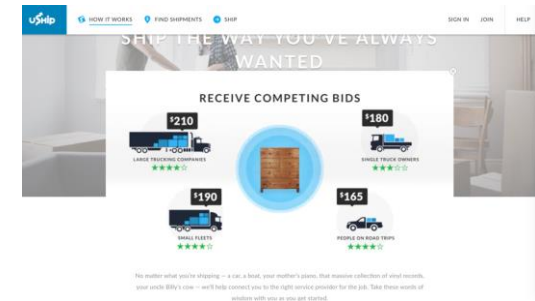 uShip
HOW IT WORKS
FIND SHIPMENTS
SHIP
SIGN IN
JOIN
HELP
SHIP THE WAY YOU'VE ALWAYS
WANTED
RECEIVE COMPETING BIDS
$210
LARGE TRUCKING COMPANIES
$180
SINGLE TRUCK OWNERS
$190
SMALL FLEETS
$165
PEOPLE ON ROAD TRIPS
No matter what you're shipping — a car, a boat, your mother's piano, that massive collection of vinyl records,
your uncle Billy's cow — we'll help connect you to the right service provider for the job. Take these words of
wisdom with you as you get started.